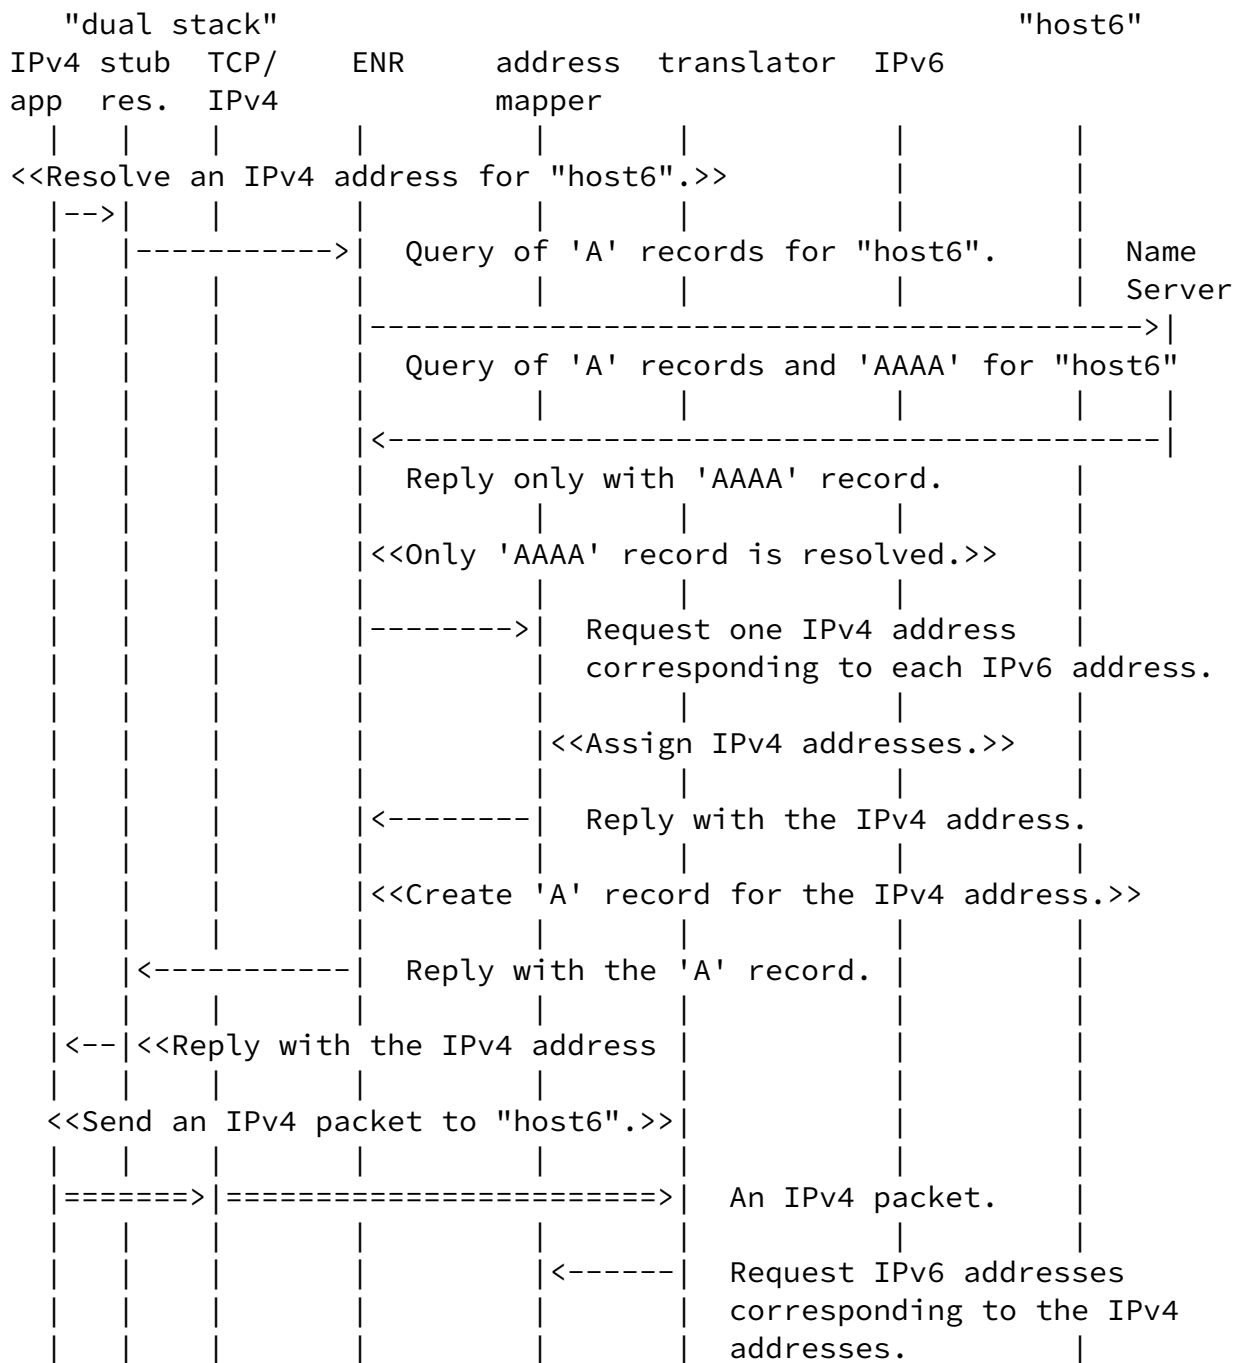 "dual stack" "host6"
IPv4 stub TCP/ ENR address translator IPv6
app res. IPv4 mapper
| | | | | | | |
<<Resolve an IPv4 address for "host6".>> | |
|-->| | | | | | |
| |----------->| Query of 'A' records for "host6". | Name
| | | | | | | | Server
| | | |------------------------------------------->|
| | | | Query of 'A' records and 'AAAA' for "host6"
| | | | | | | | |
| | | |<-------------------------------------------|
| | | | Reply only with 'AAAA' record. |
| | | | | | | |
| | | |<<Only 'AAAA' record is resolved.>> |
| | | | | | | |
| | | |-------->| Request one IPv4 address |
| | | | | corresponding to each IPv6 address.
| | | | | | | |
| | | | |<<Assign IPv4 addresses.>> |
| | | | | | | |
| | | |<--------| Reply with the IPv4 address.
| | | | | | | |
| | | |<<Create 'A' record for the IPv4 address.>>
| | | | | | | |
| |<-----------| Reply with the 'A' record. | |
| | | | | | | |
|<--|<<Reply with the IPv4 address | | |
| | | | | | | |
<<Send an IPv4 packet to "host6".>>| | |
| | | | | | | |
|=======>|========================>| An IPv4 packet. |
| | | | | | | |
| | | | |<------| Request IPv6 addresses
| | | | | | corresponding to the IPv4
| | | | | | addresses. |